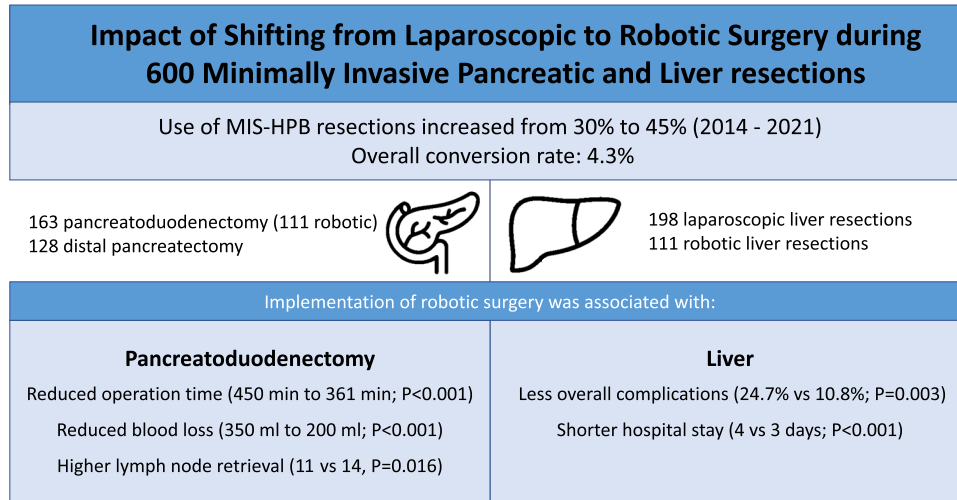 Impact of Shifting from Laparoscopic to Robotic Surgery during
600 Minimally Invasive Pancreatic and Liver resections
Use of MIS-HPB resections increased from 30% to 45% (2014 - 2021)
Overall conversion rate: 4.3%
163 pancreatoduodenectomy (111 robotic)
128 distal pancreatectomy
198 laparoscopic liver resections
111 robotic liver resections
Implementation of robotic surgery was associated with:
Pancreatoduodenectomy
Reduced operation time (450 min to 361 min; P<0.001)
Reduced blood loss (350 ml to 200 ml; P<0.001)
Higher lymph node retrieval (11 vs 14, P=0.016)
Liver
Less overall complications (24.7% vs 10.8%; P=0.003)
Shorter hospital stay (4 vs 3 days; P<0.001)